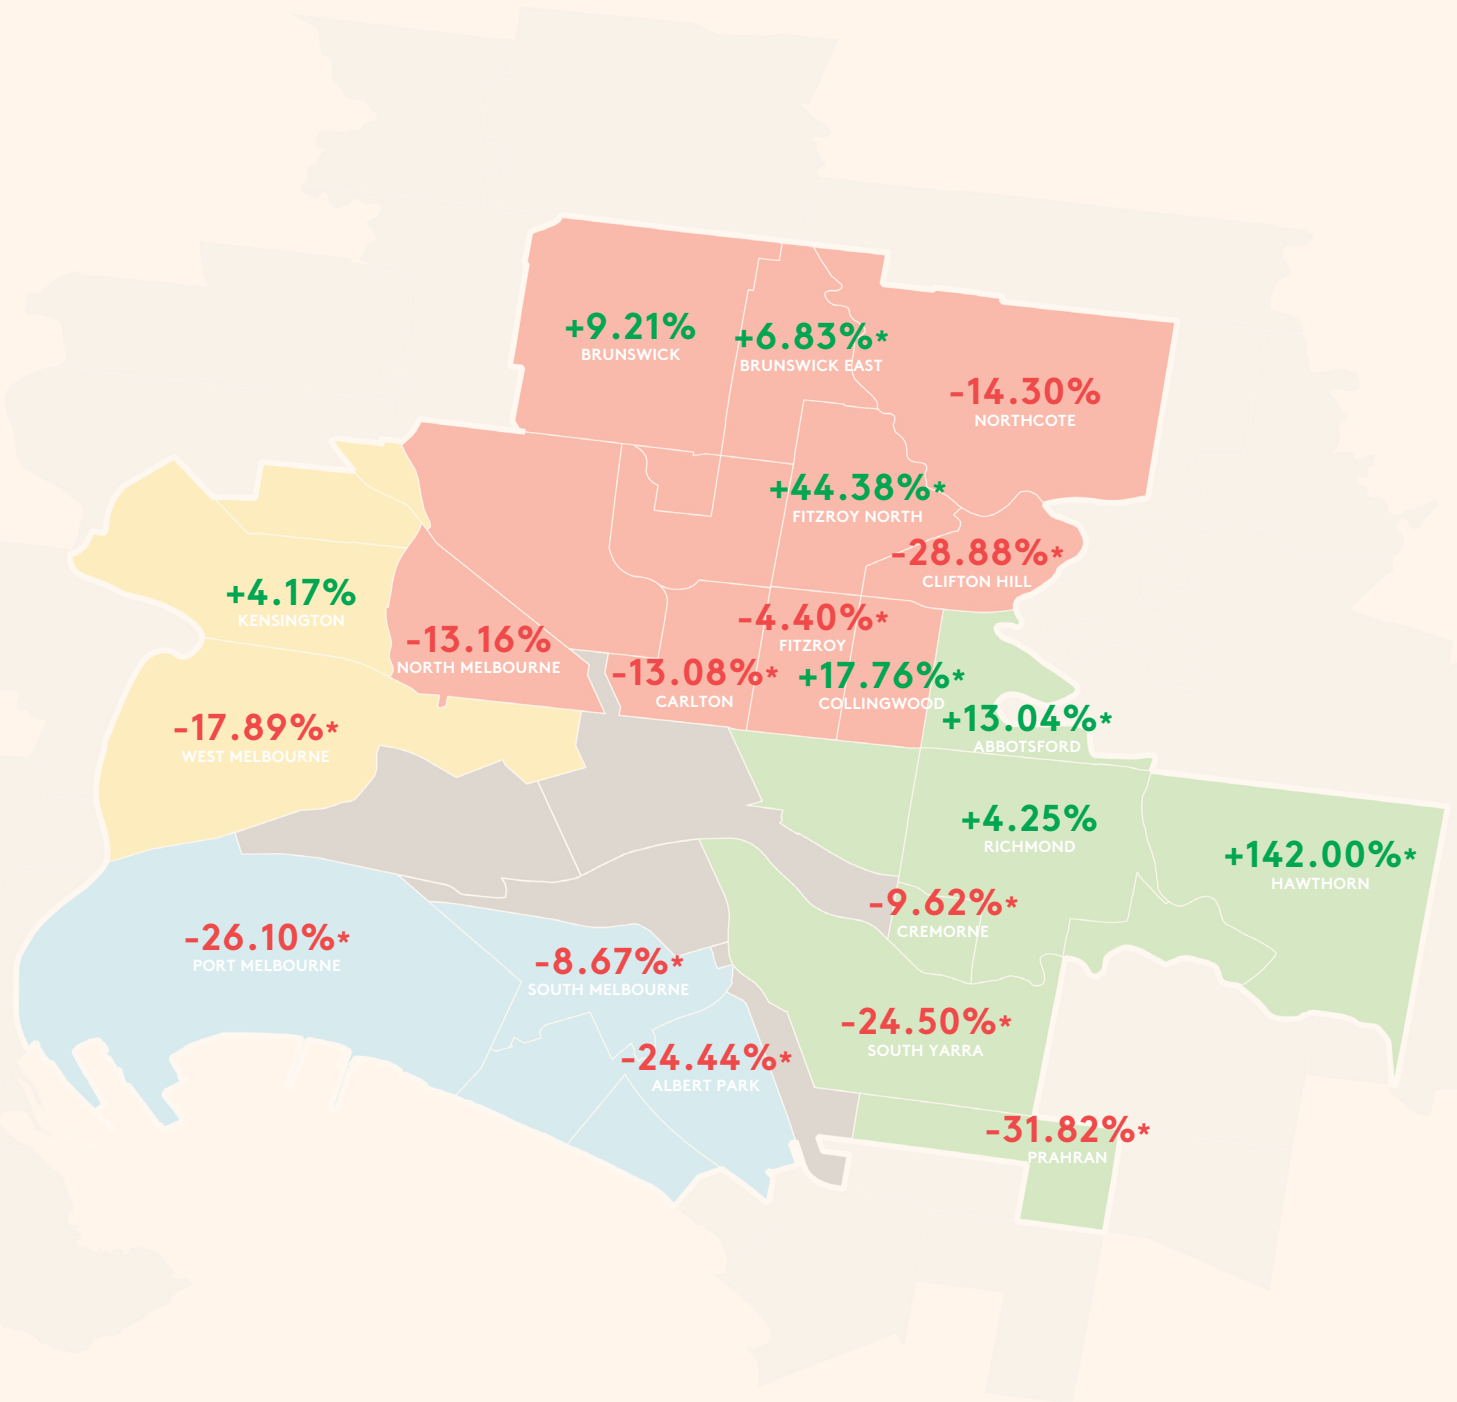 +9.21%
BRUNSWICK
+6.83%*
BRUNSWICK EAST
-14.30%
NORTHCOTE
+44.38%*
FITZROY NORTH
-28.88%*
CLIFTON HILL
+4.17%
KENSINGTON
-13.16%
NORTH MELBOURNE
-4.40%*
FITZROY
-13.08%*
CARLTON
+17.76%*
COLLINGWOOD
-17.89%*
WEST MELBOURNE
+13.04%*
ABBOTSFORD
+4.25%
RICHMOND
+142.00%*
HAWTHORN
-9.62%*
CREMORNE
-26.10%*
PORT MELBOURNE
-8.67%*
SOUTH MELBOURNE
-24.50%*
SOUTH YARRA
-24.44%*
ALBERT PARK
-31.82%*
PRAHRAN